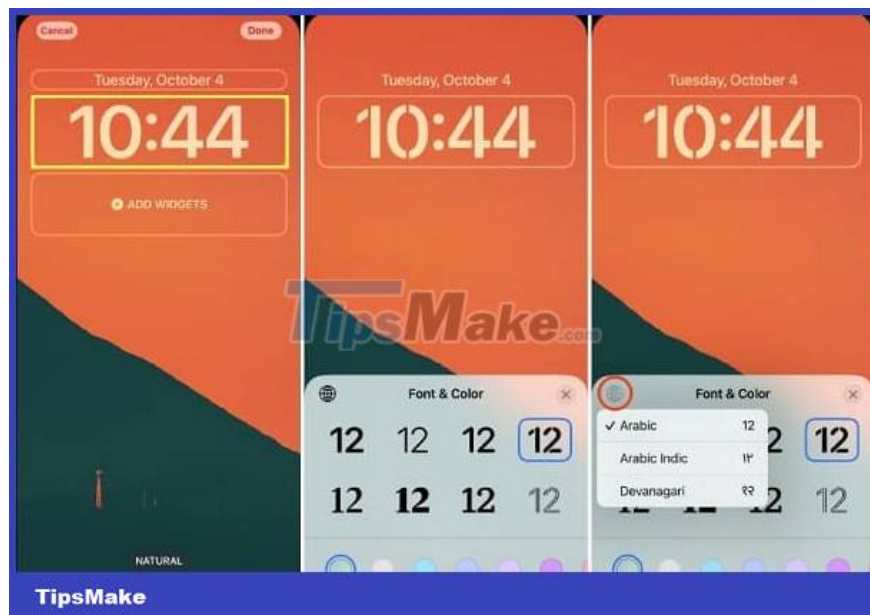 Cancel
Done
Tuesday, October 4
10:44
ADD WIDGETS
NATURAL
Tuesday, October 4
10:44
Font & Color
12 12 12 12
12 12 12 12
Tuesday, October 4
10:44
Font & Color
✓ Arabic 12
Arabic Indic ١٢
Devanagari १२
2 12
12
TipsMake.com
TipsMake